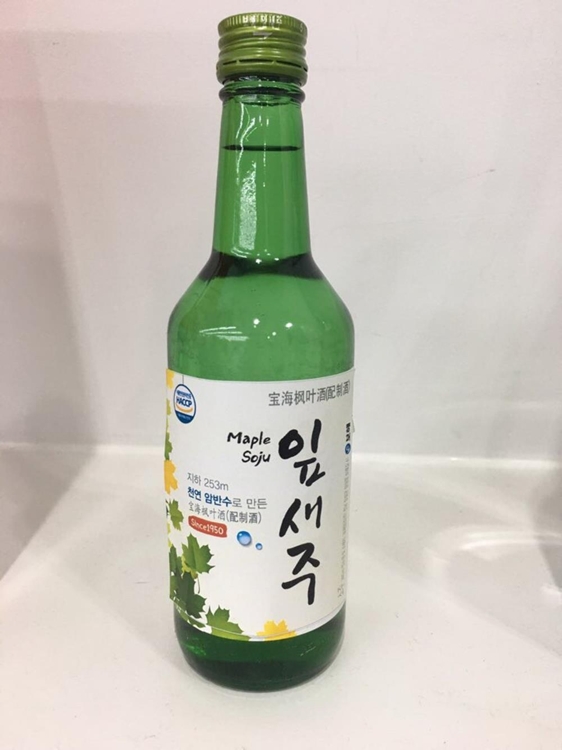 宝海枫叶酒(配制酒)
HACCP
Maple
Soju
잎새주
지하 253m
천연 암반수로 만든
宝海枫叶酒(配制酒)
Since1950